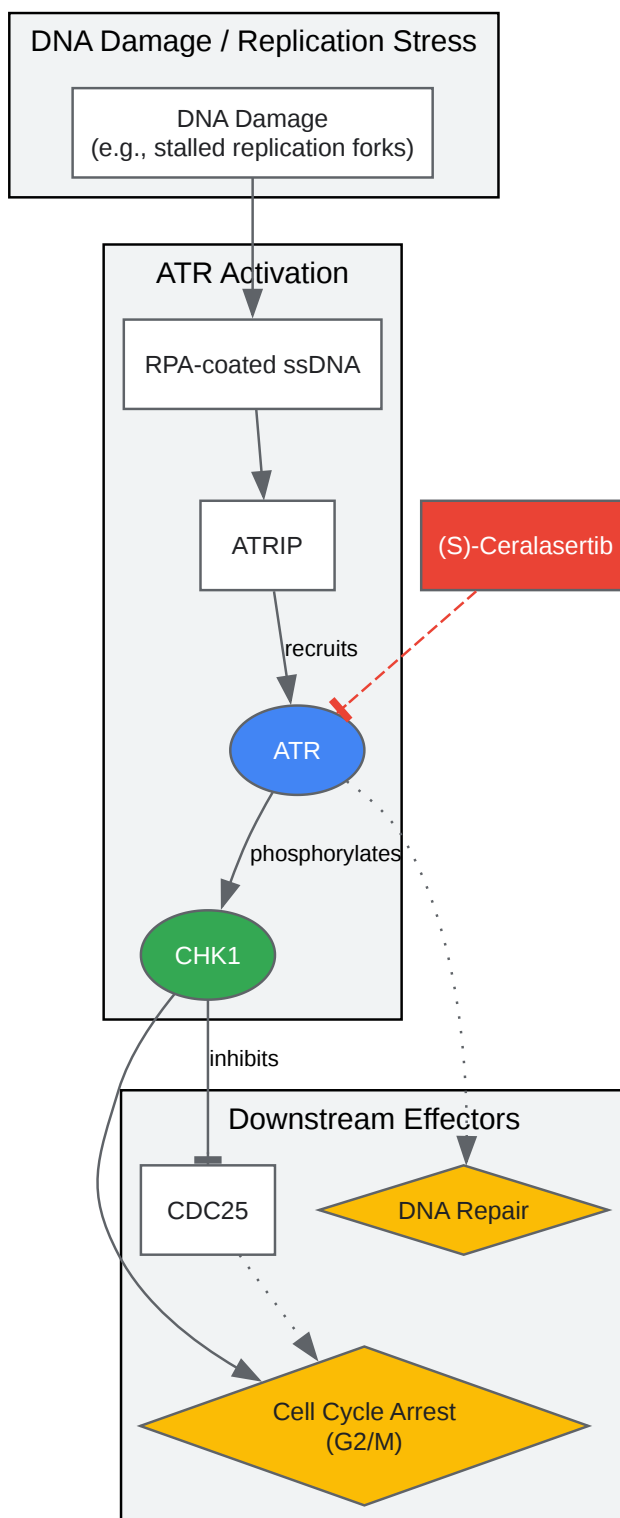 DNA Damage / Replication Stress
DNA Damage
(e.g., stalled replication forks)
ATR Activation
RPA-coated ssDNA
ATRIP
(S)-Ceralasertib
recruits
ATR
phosphorylates
CHK1
inhibits
Downstream Effectors
CDC25
DNA Repair
Cell Cycle Arrest
(G2/M)